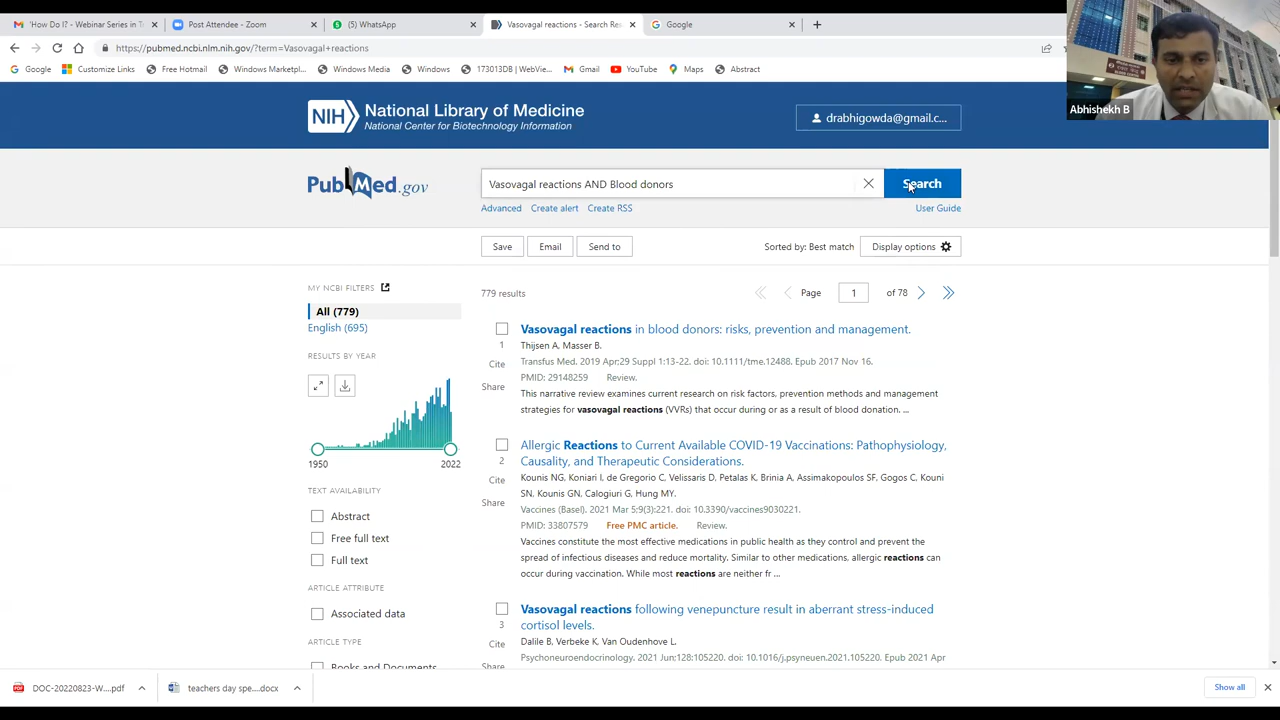 'How Do I? - Webinar Series in T
Post Attendee - Zoom
(5) WhatsApp
Vasovagal reactions - Search Res
Google
https://pubmed.ncbi.nlm.nih.gov/?term=Vasovagal+reactions
Google
Customize Links
Free Hotmail
Windows Marketpl...
Windows Media
Windows
173013DB | WebVie...
Gmail
YouTube
Maps
Abstract
Abhishekh B
NIH
National Library of Medicine
National Center for Biotechnology Information
drabhigowda@gmail.c...
PubMed.gov
Vasovagal reactions AND Blood donors
Search
Advanced
Create alert
Create RSS
User Guide
Save
Email
Send to
Sorted by: Best match
Display options
MY NCBI FILTERS
779 results
Page
1
of 78
All (779)
English (695)
RESULTS BY YEAR
1950
2022
TEXT AVAILABILITY
Abstract
Free full text
Full text
ARTICLE ATTRIBUTE
Associated data
ARTICLE TYPE
Books and Documents
1
Cite
Share
Vasovagal reactions in blood donors: risks, prevention and management.
Thijsen A, Masser B.
Transfus Med. 2019 Apr;29 Suppl 1:13-22. doi: 10.1111/tme.12488. Epub 2017 Nov 16.
PMID: 29148259 Review.
This narrative review examines current research on risk factors, prevention methods and management
strategies for vasovagal reactions (VVRs) that occur during or as a result of blood donation. ...
2
Cite
Share
Allergic Reactions to Current Available COVID-19 Vaccinations: Pathophysiology,
Causality, and Therapeutic Considerations.
Kounis NG, Koniari I, de Gregorio C, Velissaris D, Petalas K, Brinia A, Assimakopoulos SF, Gogos C, Kouni
SN, Kounis GN, Calogiuri G, Hung MY.
Vaccines (Basel). 2021 Mar 5;9(3):221. doi: 10.3390/vaccines9030221.
PMID: 33807579 Free PMC article. Review.
Vaccines constitute the most effective medications in public health as they control and prevent the
spread of infectious diseases and reduce mortality. Similar to other medications, allergic reactions can
occur during vaccination. While most reactions are neither fr ...
3
Cite
Share
Vasovagal reactions following venepuncture result in aberrant stress-induced
cortisol levels.
Dalile B, Verbeke K, Van Oudenhove L.
Psychoneuroendocrinology. 2021 Jun;128:105220. doi: 10.1016/j.psyneuen.2021.105220. Epub 2021 Apr
DOC-20220823-W....pdf
teachers day spe....docx
Show all